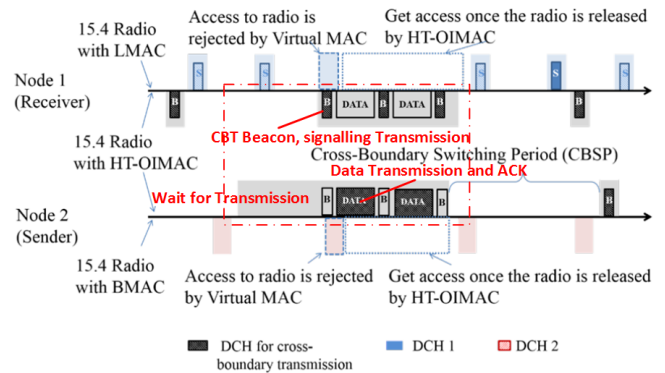 Access to radio is
rejected by Virtual MAC
Get access once the radio is released
by HT-OIMAC
15.4 Radio
with LMAC
S
S
S
S
S
Node 1
(Receiver)
B
B
DATA
B
DATA
B
B
CBT Beacon, signalling Transmission
15.4 Radio
with HT-OIMAC
Cross-Boundary Switching Period (CBSP)
Data Transmission and ACK
Wait for Transmission
Node 2
(Sender)
B
DATA
B
DATA
B
B
15.4 Radio
with BMAC
Access to radio is rejected
by Virtual MAC
Get access once the radio is released
by HT-OIMAC
DCH for cross-
boundary transmission
DCH 1
DCH 2